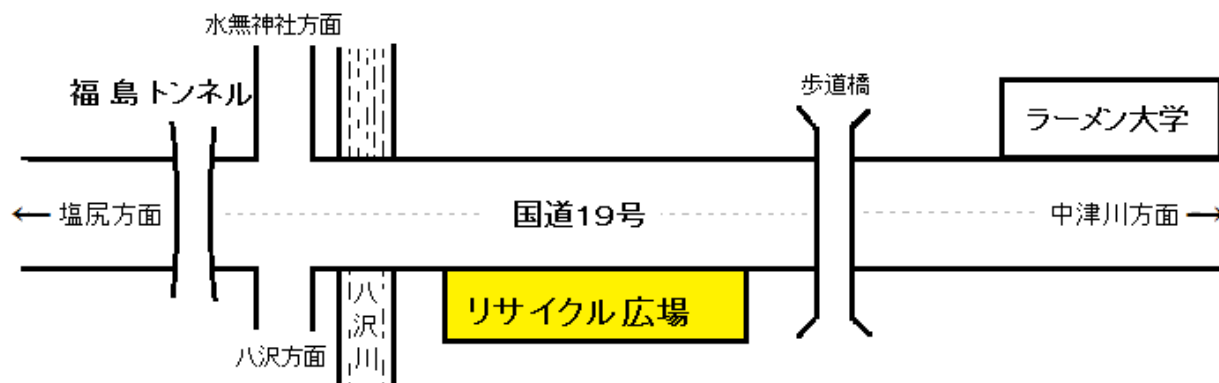 水無神社方面
福島トンネル
歩道橋
ラーメン大学
← 塩尻方面
国道19号
中津川方面 →
リサイクル広場
八沢川
八沢方面